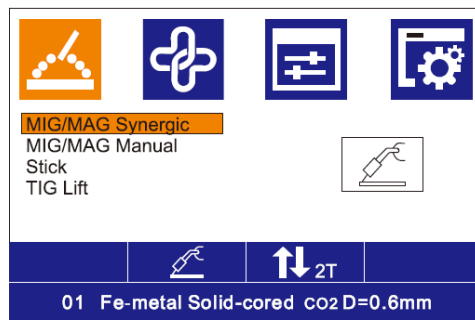 MIG/MAG Synergic
MIG/MAG Manual
Stick
TIG Lift
2T
01 Fe-metal Solid-cored CO2 D=0.6mm